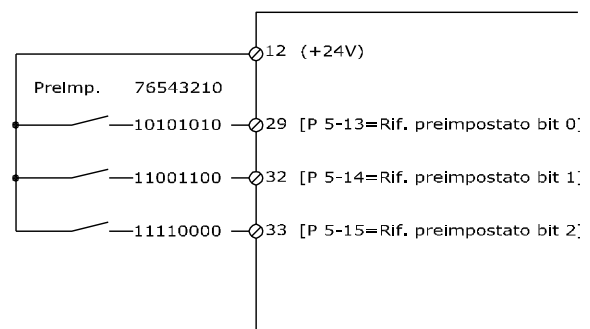 12 (+24V)
PreImp. 76543210
10101010 29 [P 5-13=Rif. preimpostato bit 0]
11001100 32 [P 5-14=Rif. preimpostato bit 1]
11110000 33 [P 5-15=Rif. preimpostato bit 2]